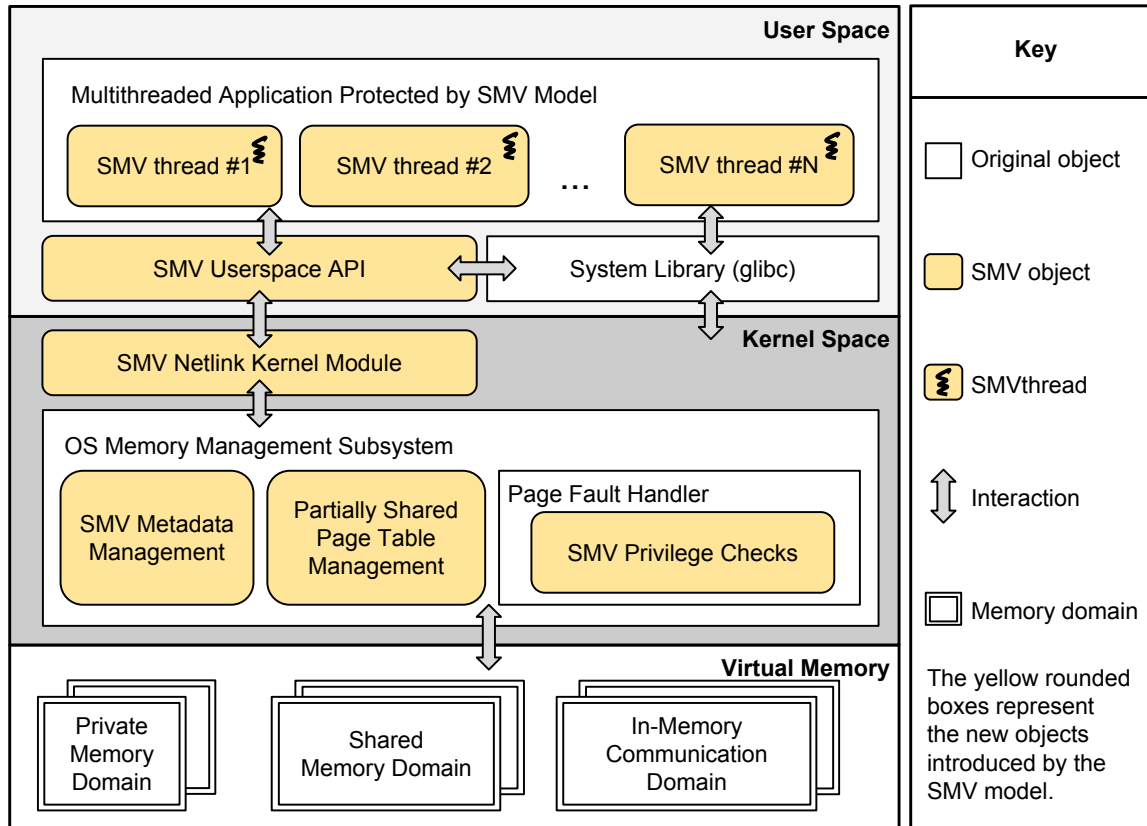 User Space
Multithreaded Application Protected by SMV Model
SMV thread #1
SMV thread #2
...
SMV thread #N
SMV Userspace API
System Library (glibc)
Kernel Space
SMV Netlink Kernel Module
OS Memory Management Subsystem
SMV Metadata
Management
Partially Shared
Page Table
Management
Page Fault Handler
SMV Privilege Checks
Virtual Memory
Private
Memory
Domain
Shared
Memory Domain
In-Memory
Communication
Domain
Key
Original object
SMV object
SMVthread
Interaction
Memory domain
The yellow rounded
boxes represent
the new objects
introduced by the
SMV model.